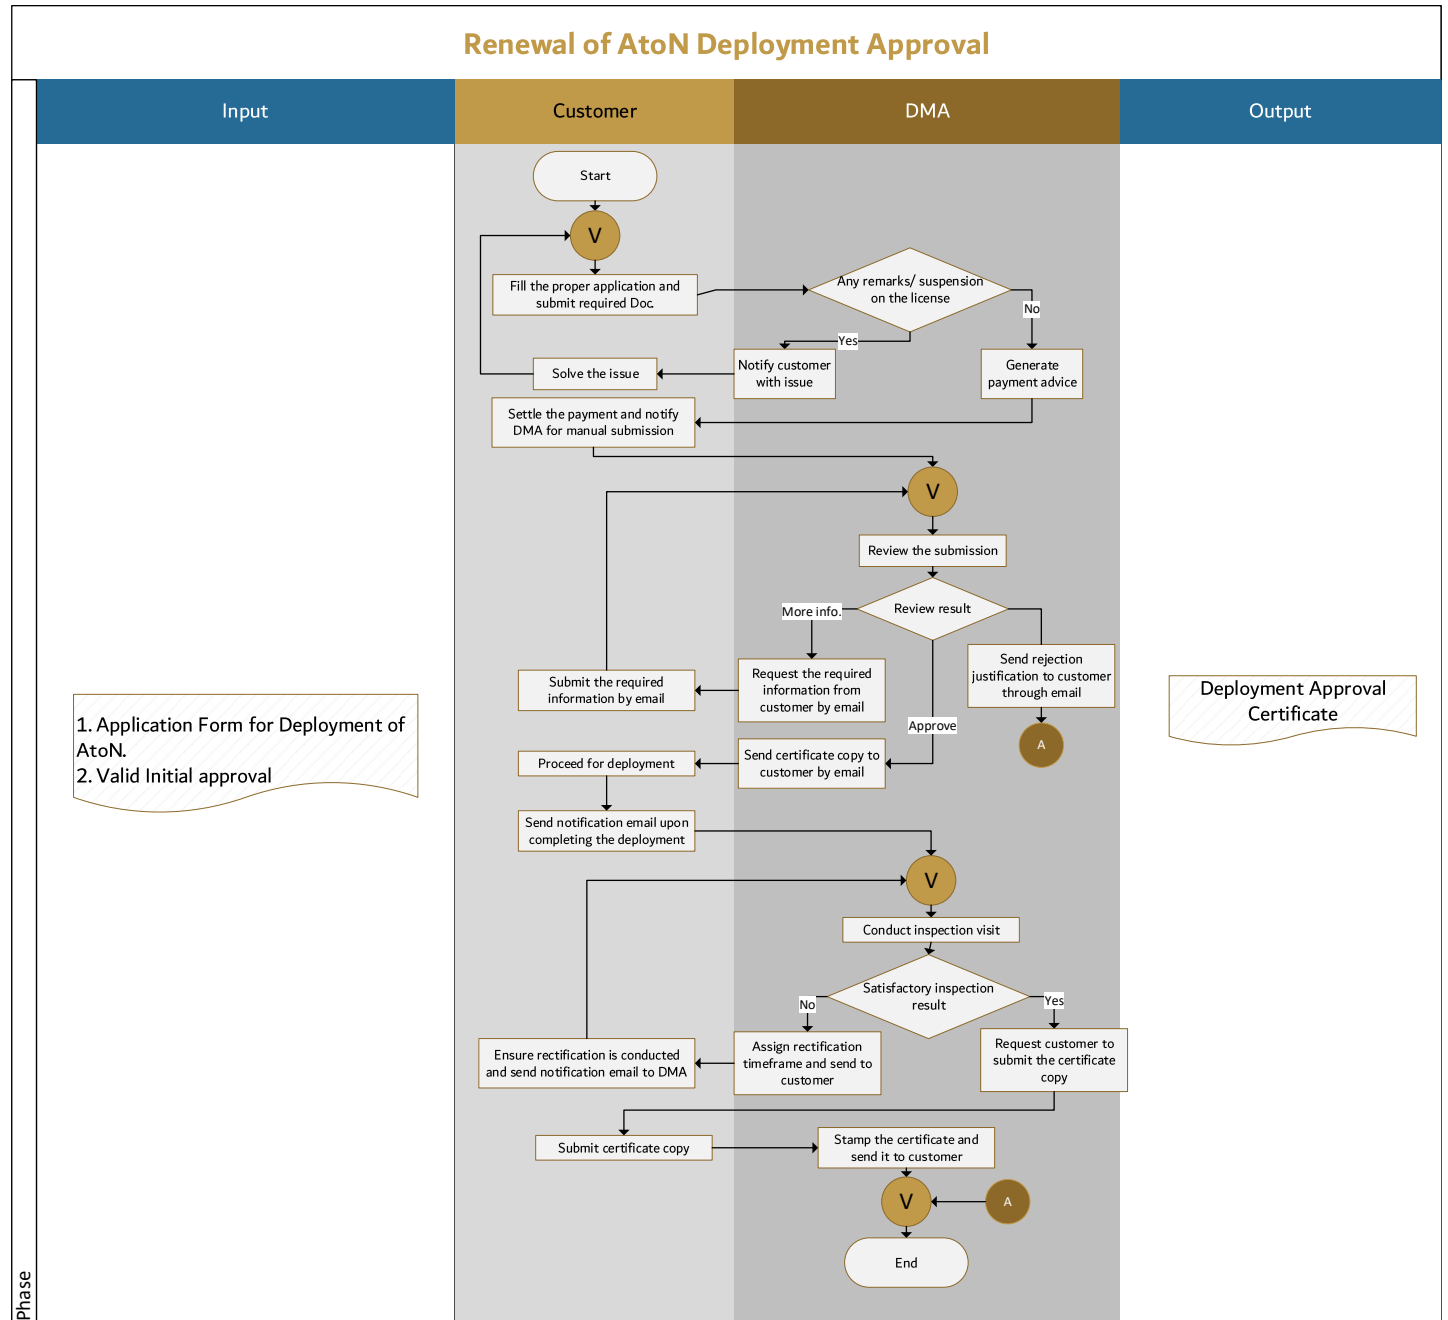 Renewal of AtoN Deployment Approval
Input
Customer
DMA
Output
Start
V
Fill the proper application and
submit required Doc.
Any remarks/ suspension
on the license
No
Yes
Notify customer
with issue
Generate
payment advice
Solve the issue
Settle the payment and notify
DMA for manual submission
V
Review the submission
Review result
More info.
Send rejection
justification to customer
through email
Request the required
information from
customer by email
Submit the required
information by email
Approve
A
1. Application Form for Deployment of
AtoN.
2. Valid Initial approval
Deployment Approval
Certificate
Send certificate copy to
customer by email
Proceed for deployment
Send notification email upon
completing the deployment
V
Conduct inspection visit
Satisfactory inspection
result
No
Yes
Assign rectification
timeframe and send to
customer
Request customer to
submit the certificate
copy
Ensure rectification is conducted
and send notification email to DMA
Submit certificate copy
Stamp the certificate and
send it to customer
V
A
End
Phase